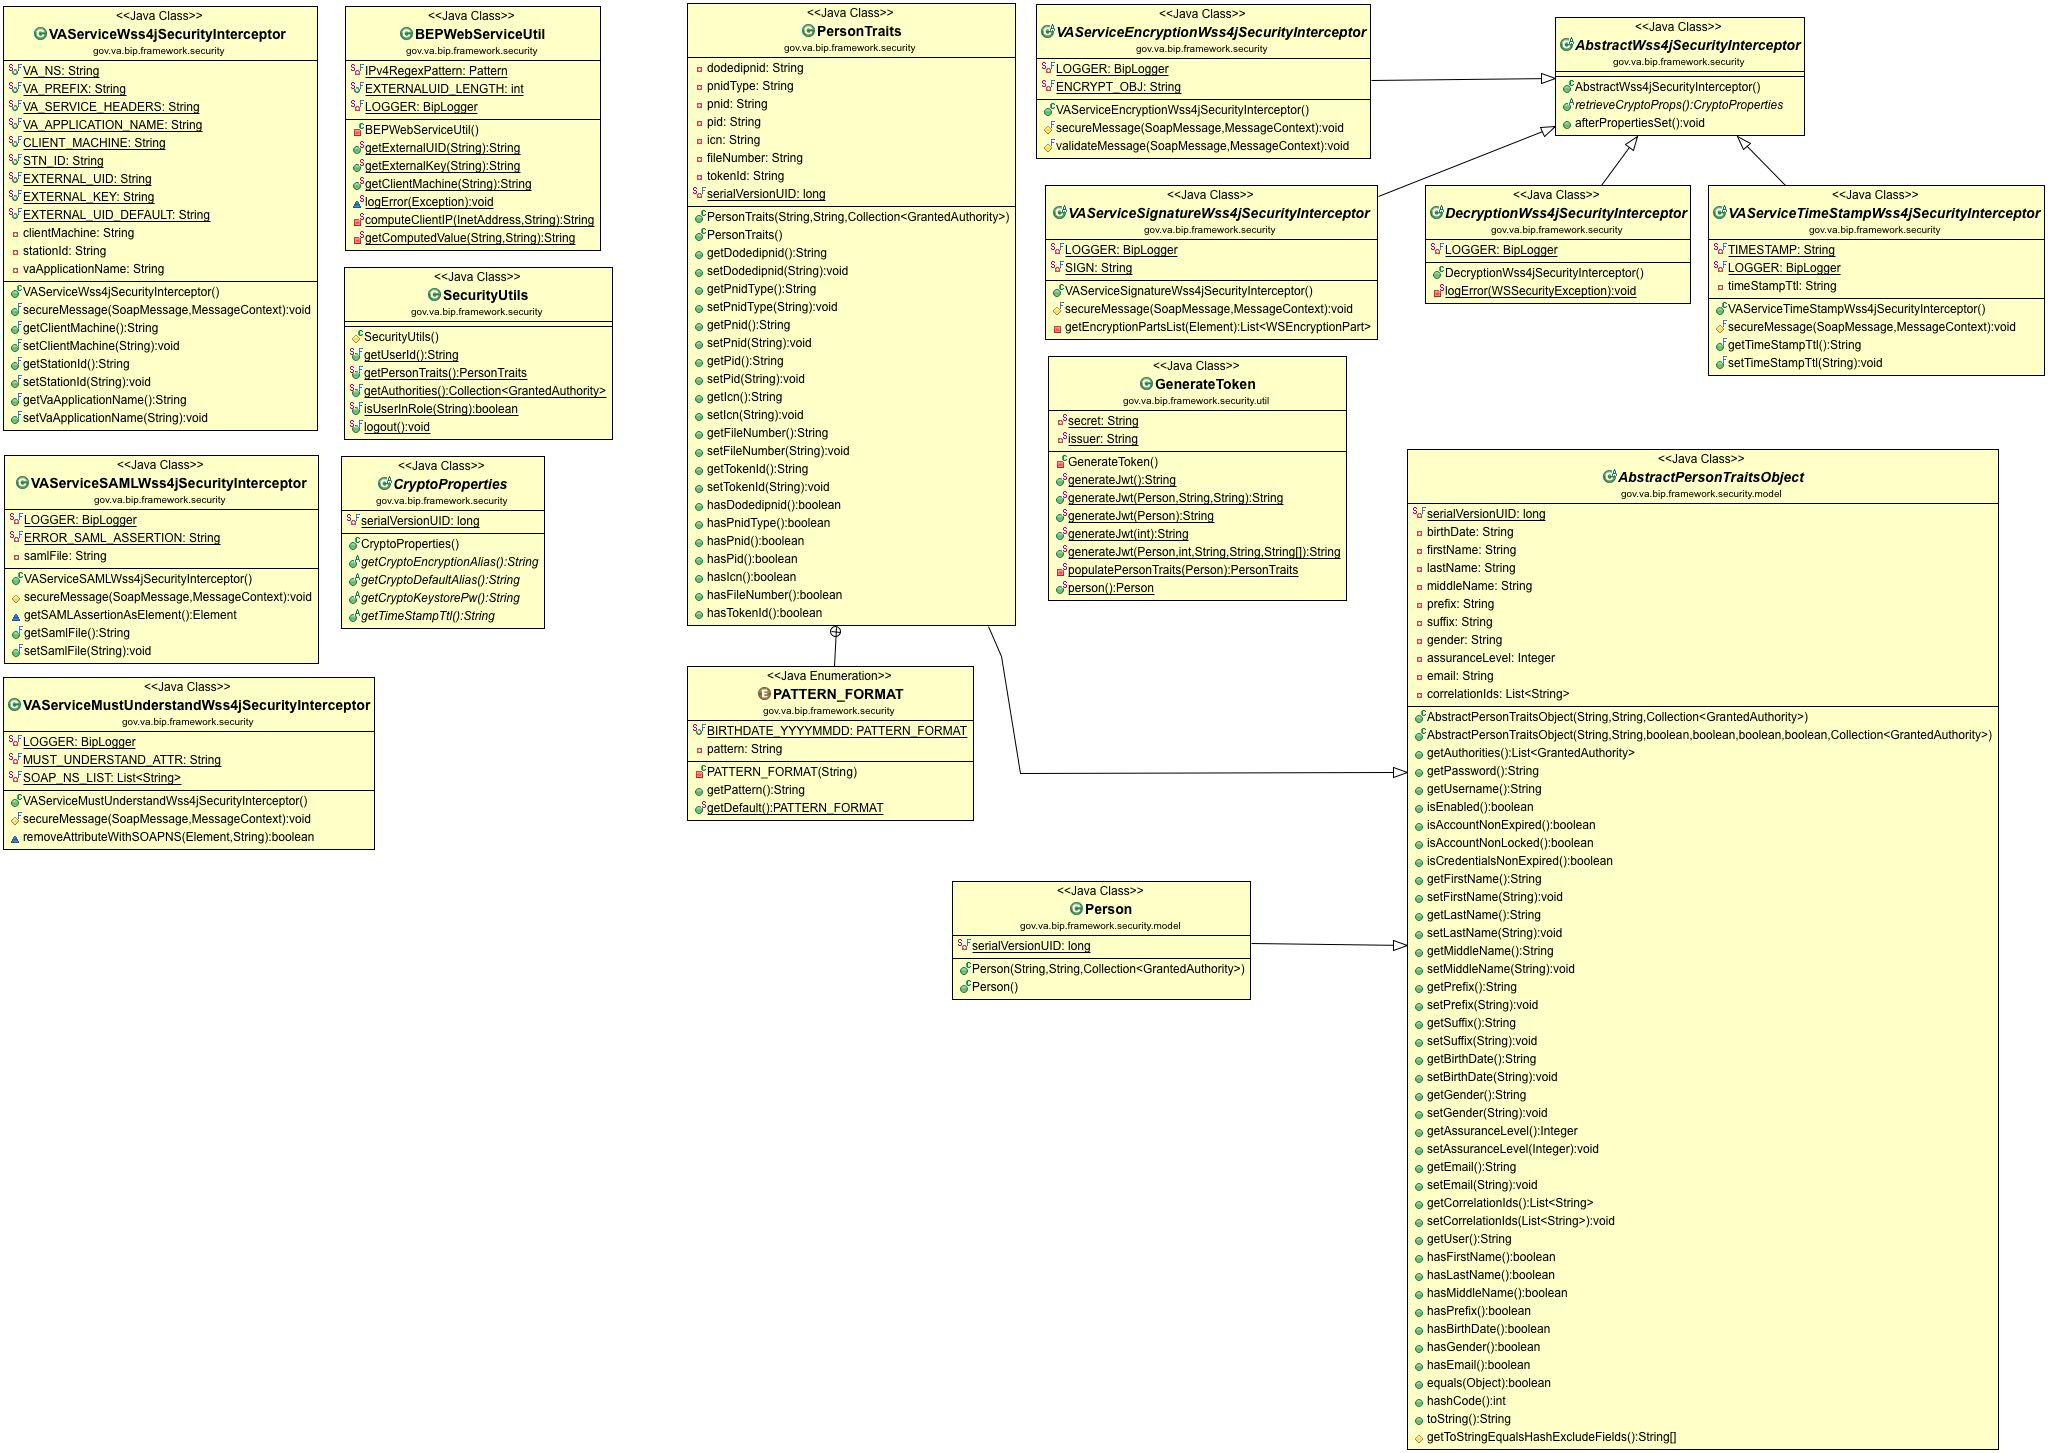 <<Java Class>>
VAServiceWss4jSecurityInterceptor
gov.va.bip.framework.security
VA_NS: String
VA_PREFIX: String
VA_SERVICE_HEADERS: String
VA_APPLICATION_NAME: String
CLIENT_MACHINE: String
STN_ID: String
EXTERNAL_UID: String
EXTERNAL_KEY: String
EXTERNAL_UID_DEFAULT: String
clientMachine: String
stationId: String
vaApplicationName: String
VAServiceWss4jSecurityInterceptor()
secureMessage(SoapMessage,MessageContext):void
getClientMachine():String
setClientMachine(String):void
getStationId():String
setStationId(String):void
getVaApplicationName():String
setVaApplicationName(String):void
<<Java Class>>
BEPWebServiceUtil
gov.va.bip.framework.security
IPv4RegexPattern: Pattern
EXTERNALUID_LENGTH: int
LOGGER: BipLogger
BEPWebServiceUtil()
getExternalUID(String):String
getExternalKey(String):String
getClientMachine(String):String
logError(Exception):void
computeClientIP(InetAddress,String):String
getComputedValue(String,String):String
<<Java Class>>
SecurityUtils
gov.va.bip.framework.security
SecurityUtils()
getUserId():String
getPersonTraits():PersonTraits
getAuthorities():Collection<GrantedAuthority>
isUserInRole(String):boolean
logout():void
<<Java Class>>
VAServiceSAMLWss4jSecurityInterceptor
gov.va.bip.framework.security
LOGGER: BipLogger
ERROR_SAML_ASSERTION: String
samlFile: String
VAServiceSAMLWss4jSecurityInterceptor()
secureMessage(SoapMessage,MessageContext):void
getSAMLAssertionAsElement():Element
getSamlFile():String
setSamlFile(String):void
<<Java Class>>
CryptoProperties
gov.va.bip.framework.security
serialVersionUID: long
CryptoProperties()
getCryptoEncryptionAlias():String
getCryptoDefaultAlias():String
getCryptoKeystorePw():String
getTimeStampTtl():String
<<Java Class>>
VAServiceMustUnderstandWss4jSecurityInterceptor
gov.va.bip.framework.security
LOGGER: BipLogger
MUST_UNDERSTAND_ATTR: String
SOAP_NS_LIST: List<String>
VAServiceMustUnderstandWss4jSecurityInterceptor()
secureMessage(SoapMessage,MessageContext):void
removeAttributeWithSOAPNS(Element,String):boolean
<<Java Class>>
PersonTraits
gov.va.bip.framework.security
dodedipnid: String
pnidType: String
pnid: String
pid: String
icn: String
fileNumber: String
tokenId: String
serialVersionUID: long
PersonTraits(String,String,Collection<GrantedAuthority>)
PersonTraits()
getDodedipnid():String
setDodedipnid(String):void
getPnidType():String
setPnidType(String):void
getPnid():String
setPnid(String):void
getPid():String
setPid(String):void
getIcn():String
setIcn(String):void
getFileNumber():String
setFileNumber(String):void
getTokenId():String
setTokenId(String):void
hasDodedipnid():boolean
hasPnidType():boolean
hasPnid():boolean
hasPid():boolean
hasIcn():boolean
hasFileNumber():boolean
hasTokenId():boolean
<<Java Enumeration>>
PATTERN_FORMAT
gov.va.bip.framework.security
BIRTHDATE_YYYYMMDD: PATTERN_FORMAT
pattern: String
PATTERN_FORMAT(String)
getPattern():String
getDefault():PATTERN_FORMAT
<<Java Class>>
VAServiceEncryptionWss4jSecurityInterceptor
gov.va.bip.framework.security
LOGGER: BipLogger
ENCRYPT_OBJ: String
VAServiceEncryptionWss4jSecurityInterceptor()
secureMessage(SoapMessage,MessageContext):void
validateMessage(SoapMessage,MessageContext):void
<<Java Class>>
AbstractWss4jSecurityInterceptor
gov.va.bip.framework.security
AbstractWss4jSecurityInterceptor()
retrieveCryptoProps():CryptoProperties
afterPropertiesSet():void
<<Java Class>>
VAServiceSignatureWss4jSecurityInterceptor
gov.va.bip.framework.security
LOGGER: BipLogger
SIGN: String
VAServiceSignatureWss4jSecurityInterceptor()
secureMessage(SoapMessage,MessageContext):void
getEncryptionPartsList(Element):List<WSEncryptionPart>
<<Java Class>>
DecryptionWss4jSecurityInterceptor
gov.va.bip.framework.security
LOGGER: BipLogger
DecryptionWss4jSecurityInterceptor()
logError(WSSecurityException):void
<<Java Class>>
VAServiceTimeStampWss4jSecurityInterceptor
gov.va.bip.framework.security
TIMESTAMP: String
LOGGER: BipLogger
timeStampTtl: String
VAServiceTimeStampWss4jSecurityInterceptor()
secureMessage(SoapMessage,MessageContext):void
getTimeStampTtl():String
setTimeStampTtl(String):void
<<Java Class>>
GenerateToken
gov.va.bip.framework.security.util
secret: String
issuer: String
GenerateToken()
generateJwt():String
generateJwt(Person,String,String):String
generateJwt(Person):String
generateJwt(int):String
generateJwt(Person,int,String,String,String[]):String
populatePersonTraits(Person):PersonTraits
person():Person
<<Java Class>>
Person
gov.va.bip.framework.security.model
serialVersionUID: long
Person(String,String,Collection<GrantedAuthority>)
Person()
<<Java Class>>
AbstractPersonTraitsObject
gov.va.bip.framework.security.model
serialVersionUID: long
birthDate: String
firstName: String
lastName: String
middleName: String
prefix: String
suffix: String
gender: String
assuranceLevel: Integer
email: String
correlationIds: List<String>
AbstractPersonTraitsObject(String,String,Collection<GrantedAuthority>)
AbstractPersonTraitsObject(String,String,boolean,boolean,boolean,boolean,Collection<GrantedAuthority>)
getAuthorities():List<GrantedAuthority>
getPassword():String
getUsername():String
isEnabled():boolean
isAccountNonExpired():boolean
isAccountNonLocked():boolean
isCredentialsNonExpired():boolean
getFirstName():String
setFirstName(String):void
getLastName():String
setLastName(String):void
getMiddleName():String
setMiddleName(String):void
getPrefix():String
setPrefix(String):void
getSuffix():String
setSuffix(String):void
getBirthDate():String
setBirthDate(String):void
getGender():String
setGender(String):void
getAssuranceLevel():Integer
setAssuranceLevel(Integer):void
getEmail():String
setEmail(String):void
getCorrelationIds():List<String>
setCorrelationIds(List<String>):void
getUser():String
hasFirstName():boolean
hasLastName():boolean
hasMiddleName():boolean
hasPrefix():boolean
hasBirthDate():boolean
hasGender():boolean
hasEmail():boolean
equals(Object):boolean
hashCode():int
toString():String
getToStringEqualsHashExcludeFields():String[]